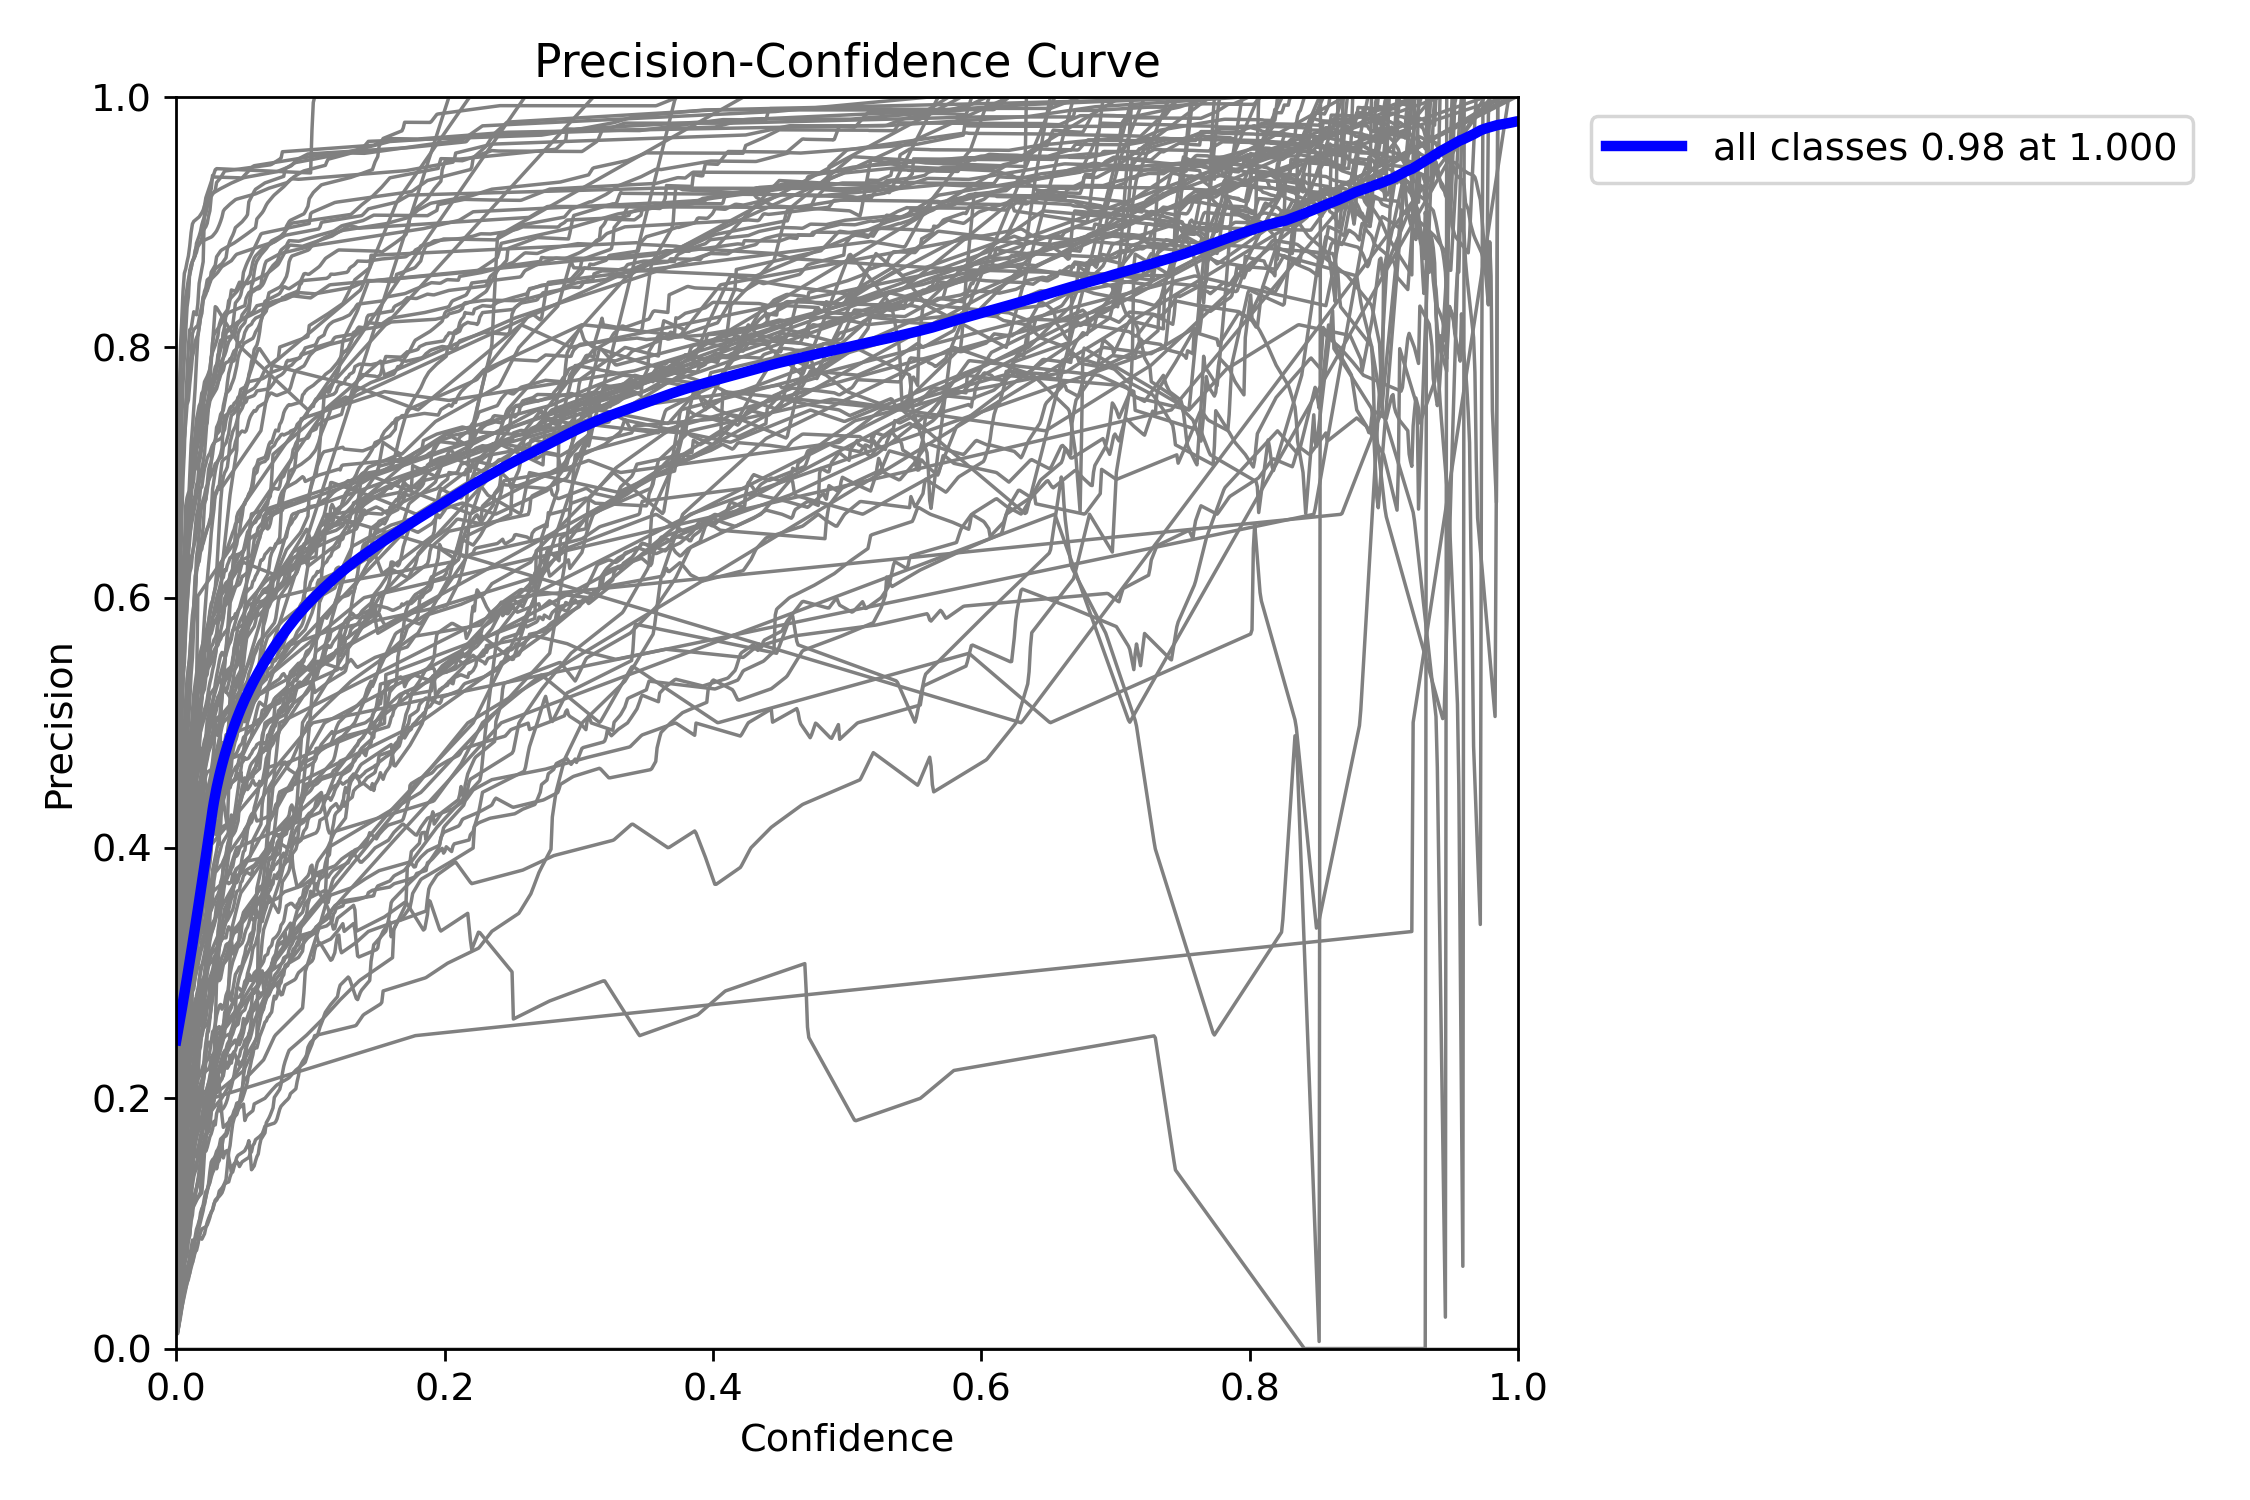 Precision-Confidence Curve
all classes 0.98 at 1.000
Precision
1.0
0.8
0.6
0.4
0.2
0.0
0.0 0.2 0.4 0.6 0.8 1.0
Confidence